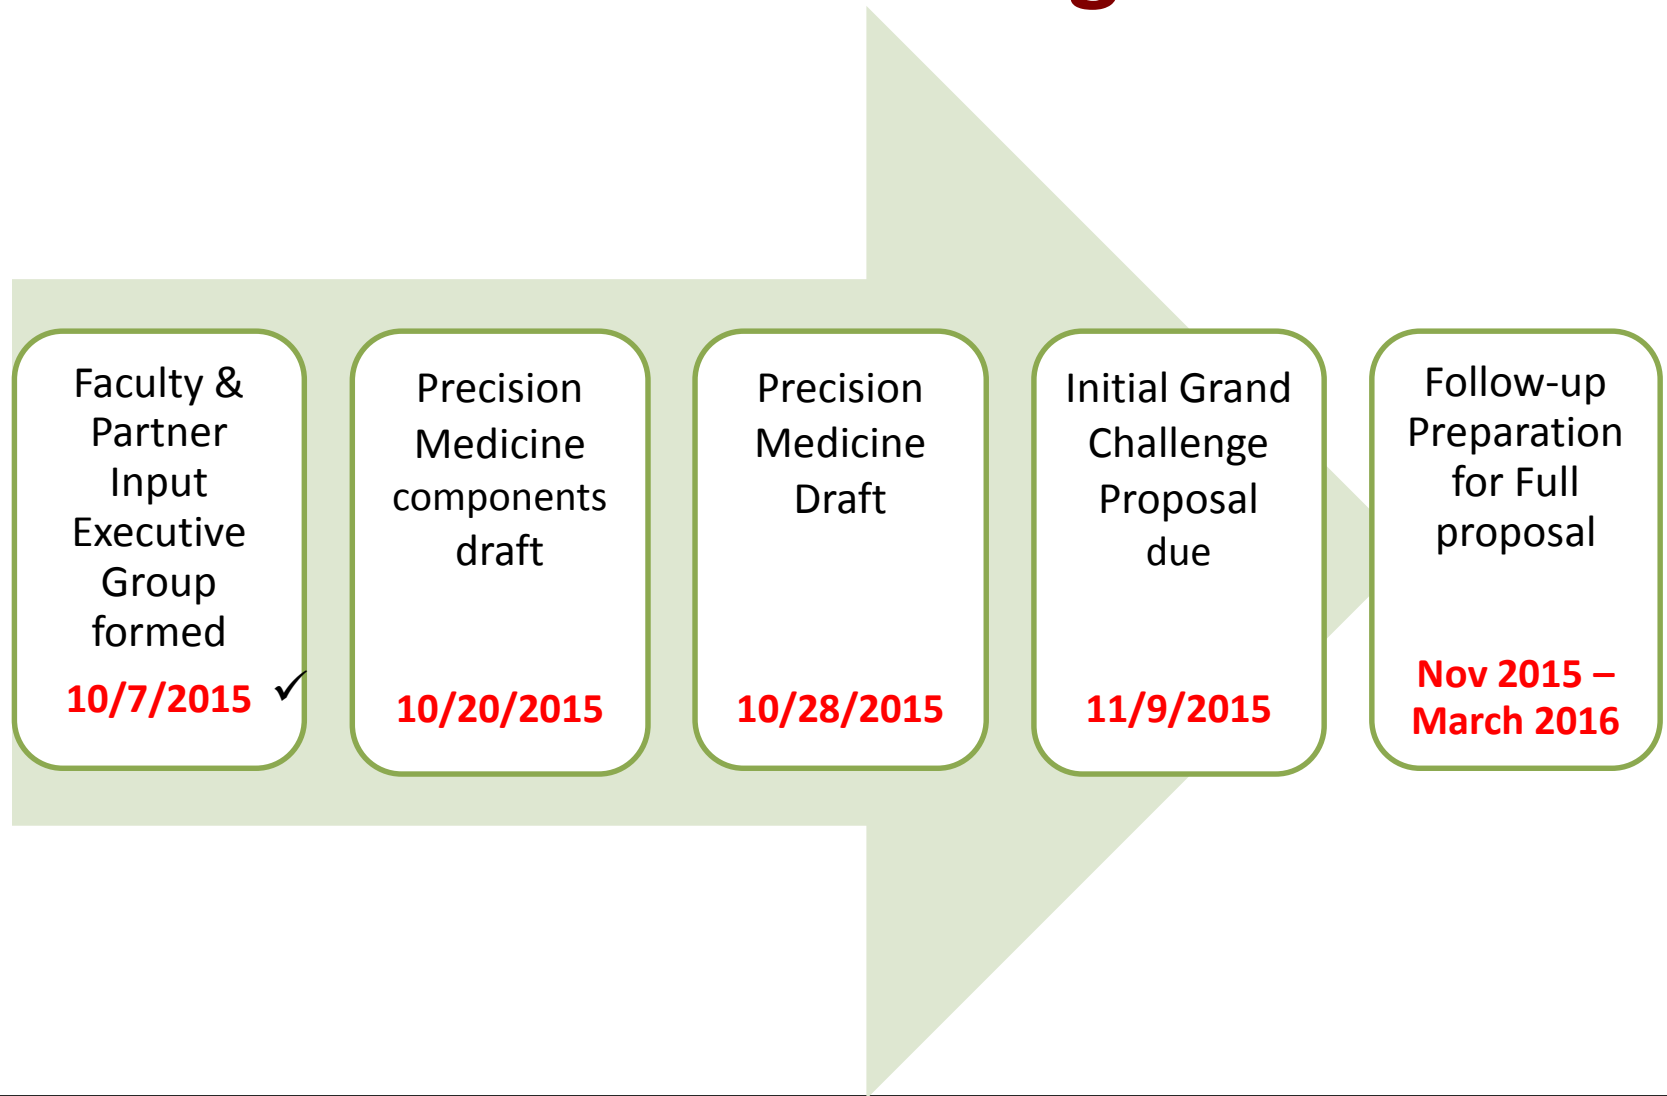 Faculty &
Partner
Input
Executive
Group
formed
10/7/2015 ✓
Precision
Medicine
components
draft
10/20/2015
Precision
Medicine
Draft
10/28/2015
Initial Grand
Challenge
Proposal
due
11/9/2015
Follow-up
Preparation
for Full
proposal
Nov 2015 –
March 2016